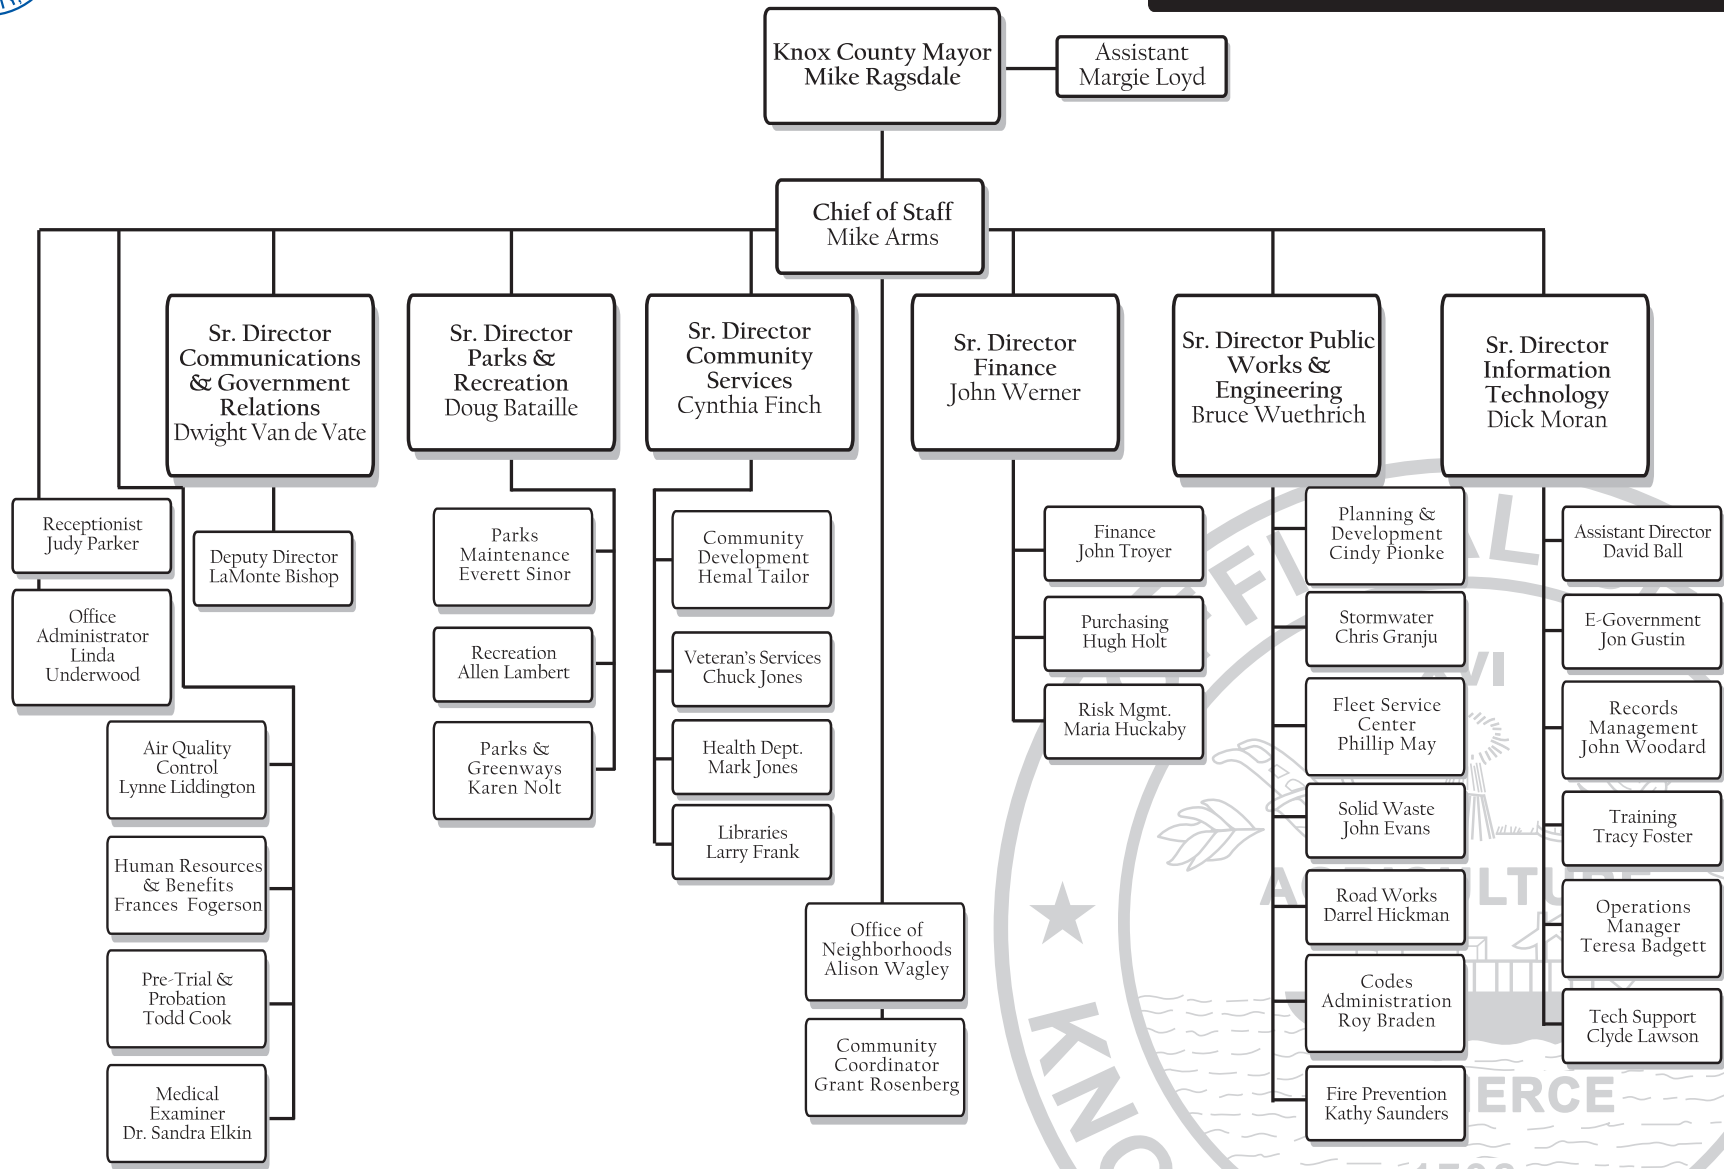 Knox County Mayor
Mike Ragsdale
Assistant
Margie Loyd
Chief of Staff
Mike Arms
Sr. Director
Communications
& Government
Relations
Dwight Van de Vate
Sr. Director
Parks &
Recreation
Doug Bataille
Sr. Director
Community
Services
Cynthia Finch
Sr. Director
Finance
John Werner
Sr. Director Public
Works &
Engineering
Bruce Wuethrich
Sr. Director
Information
Technology
Dick Moran
Receptionist
Judy Parker
Office
Administrator
Linda
Underwood
Deputy Director
LaMonte Bishop
Air Quality
Control
Lynne Liddington
Human Resources
& Benefits
Frances Fogerson
Pre-Trial &
Probation
Todd Cook
Medical
Examiner
Dr. Sandra Elkin
Parks
Maintenance
Everett Sinor
Recreation
Allen Lambert
Parks &
Greenways
Karen Nolt
Community
Development
Hemal Tailor
Veteran's Services
Chuck Jones
Health Dept.
Mark Jones
Libraries
Larry Frank
Office of
Neighborhoods
Alison Wagley
Community
Coordinator
Grant Rosenberg
Finance
John Troyer
Purchasing
Hugh Holt
Risk Mgmt.
Maria Huckaby
Planning &
Development
Cindy Pionke
Stormwater
Chris Granju
Fleet Service
Center
Phillip May
Solid Waste
John Evans
Road Works
Darrel Hickman
Codes
Administration
Roy Braden
Fire Prevention
Kathy Saunders
Assistant Director
David Ball
E-Government
Jon Gustin
Records
Management
John Woodard
Training
Tracy Foster
Operations
Manager
Teresa Badgett
Tech Support
Clyde Lawson